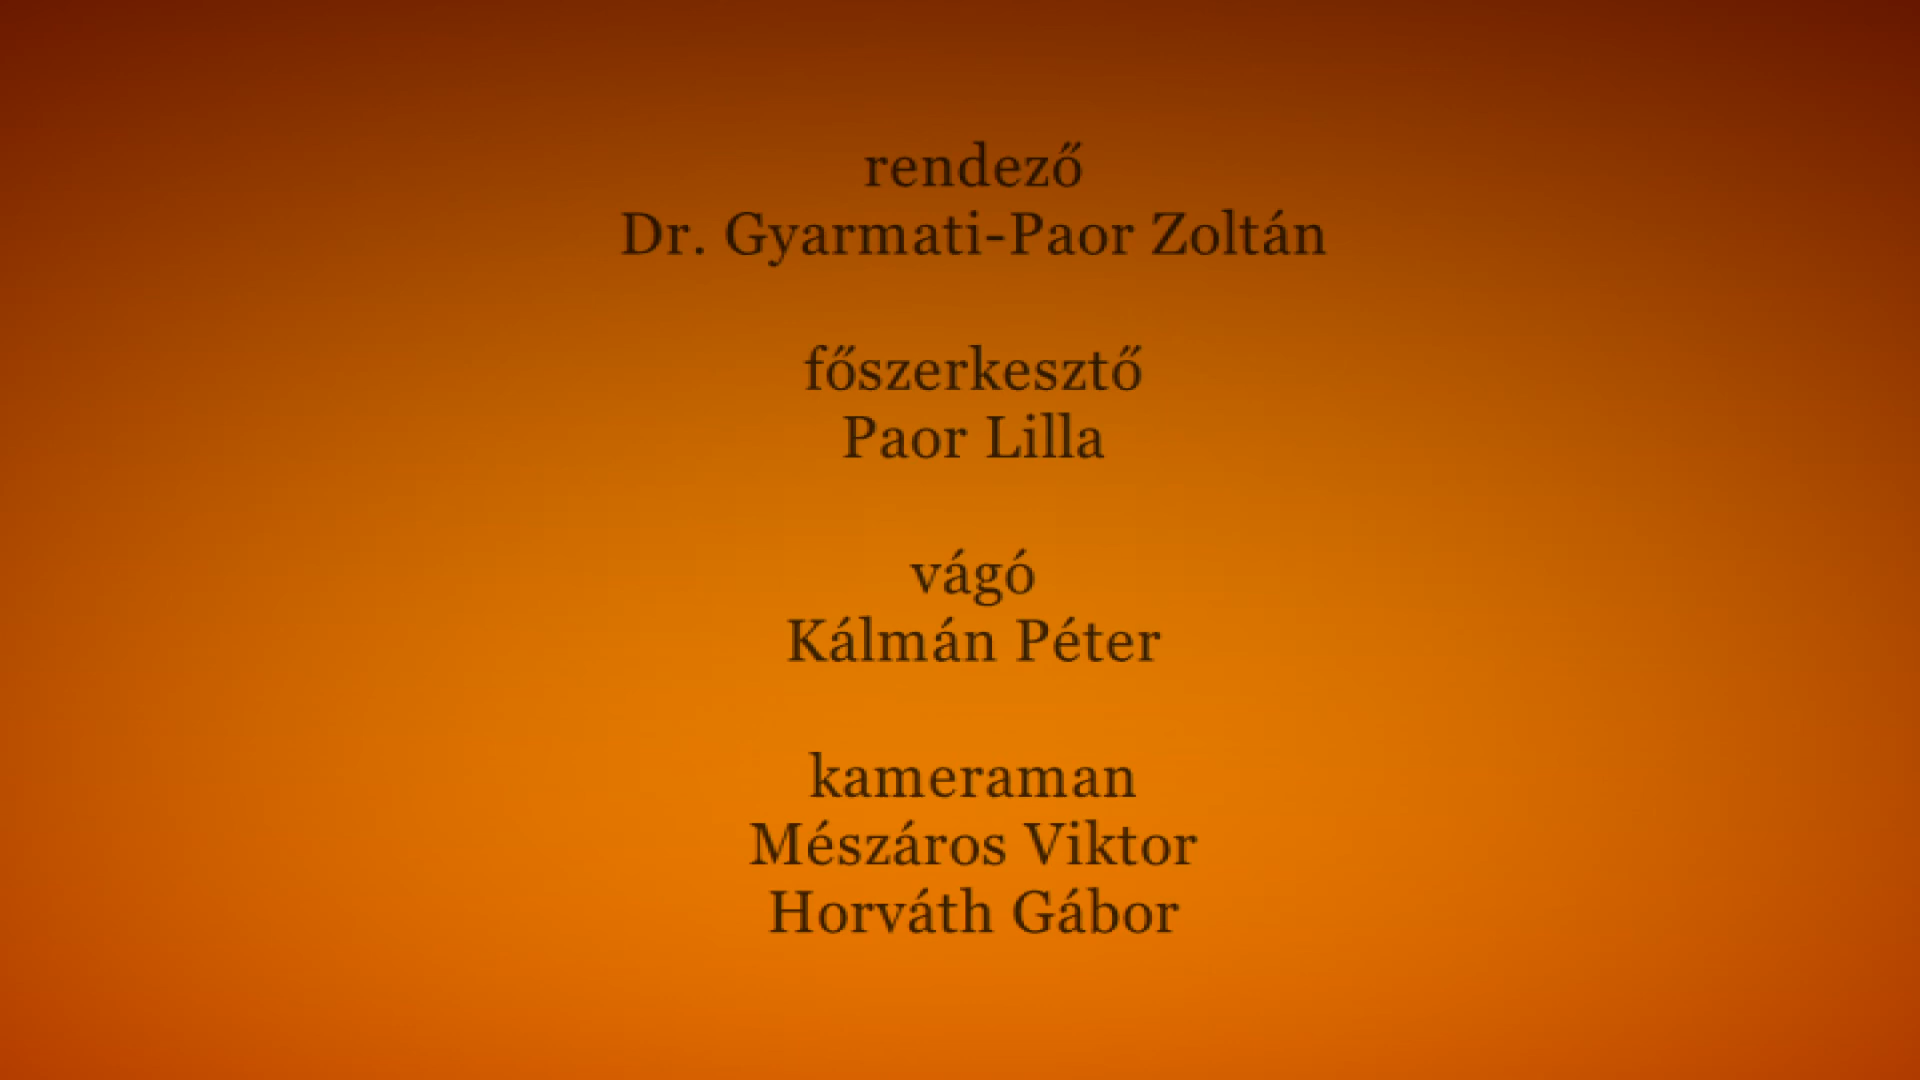 rendező
Dr. Gyarmati-Paor Zoltán
főszerkesztő
Paor Lilla
vágó
Kálmán Péter
kameraman
Mészáros Viktor
Horváth Gábor